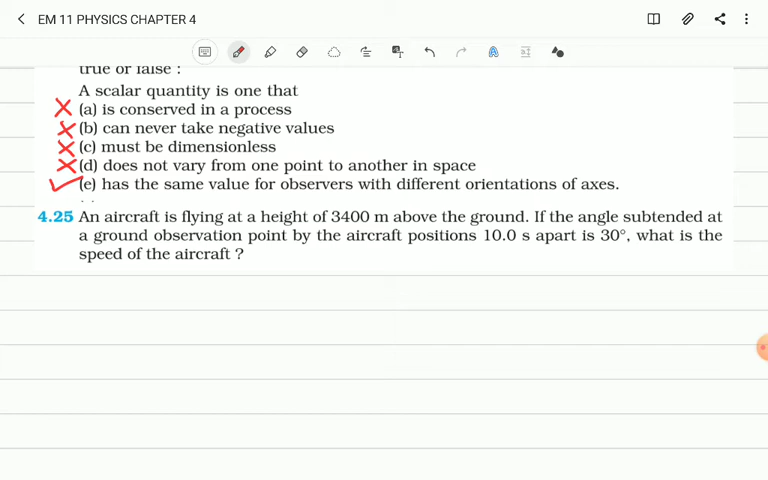 EM 11 PHYSICS CHAPTER 4
true or false :
A scalar quantity is one that
(a) is conserved in a process
(b) can never take negative values
(c) must be dimensionless
(d) does not vary from one point to another in space
(e) has the same value for observers with different orientations of axes.
4.25 An aircraft is flying at a height of 3400 m above the ground. If the angle subtended at
a ground observation point by the aircraft positions 10.0 s apart is 30°, what is the
speed of the aircraft ?